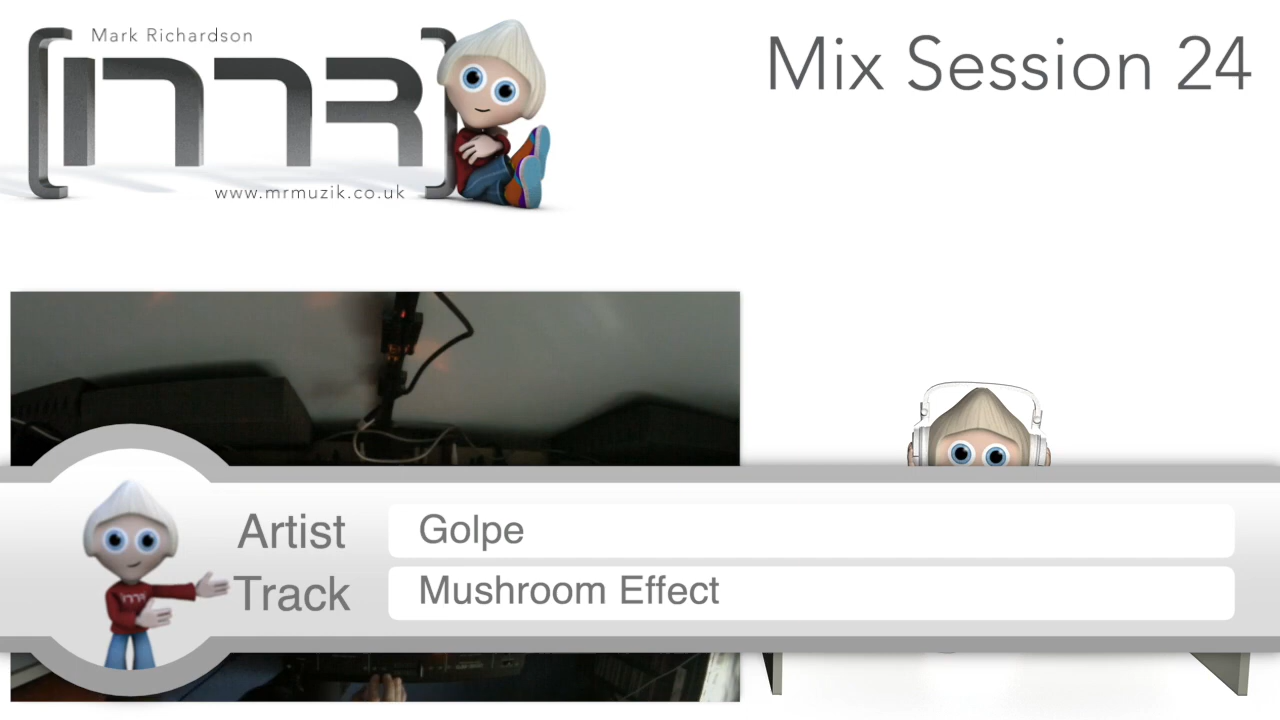 Mark Richardson
[mr]
www.mrmuzik.co.uk
Mix Session 24
Artist Golpe
Track Mushroom Effect